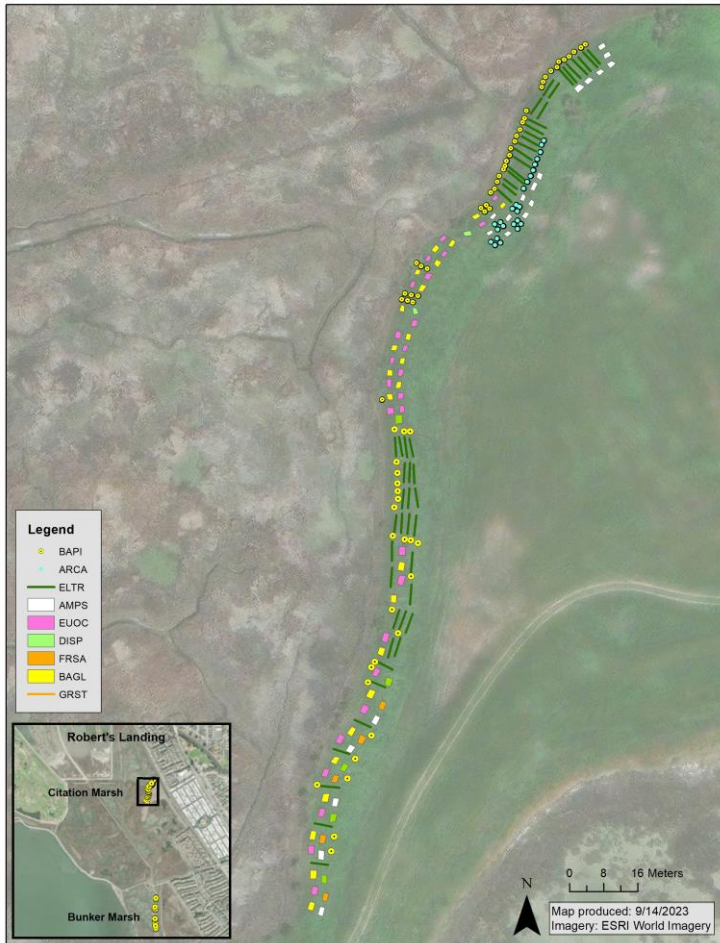 Legend
BAPI
ARCA
ELTR
AMPS
EUOC
DISP
FRSA
BAGL
GRST
Robert's Landing
Citation Marsh
Bunker Marsh
N
0 8 16 Meters
Map produced: 9/14/2023
Imagery: ESRI World Imagery